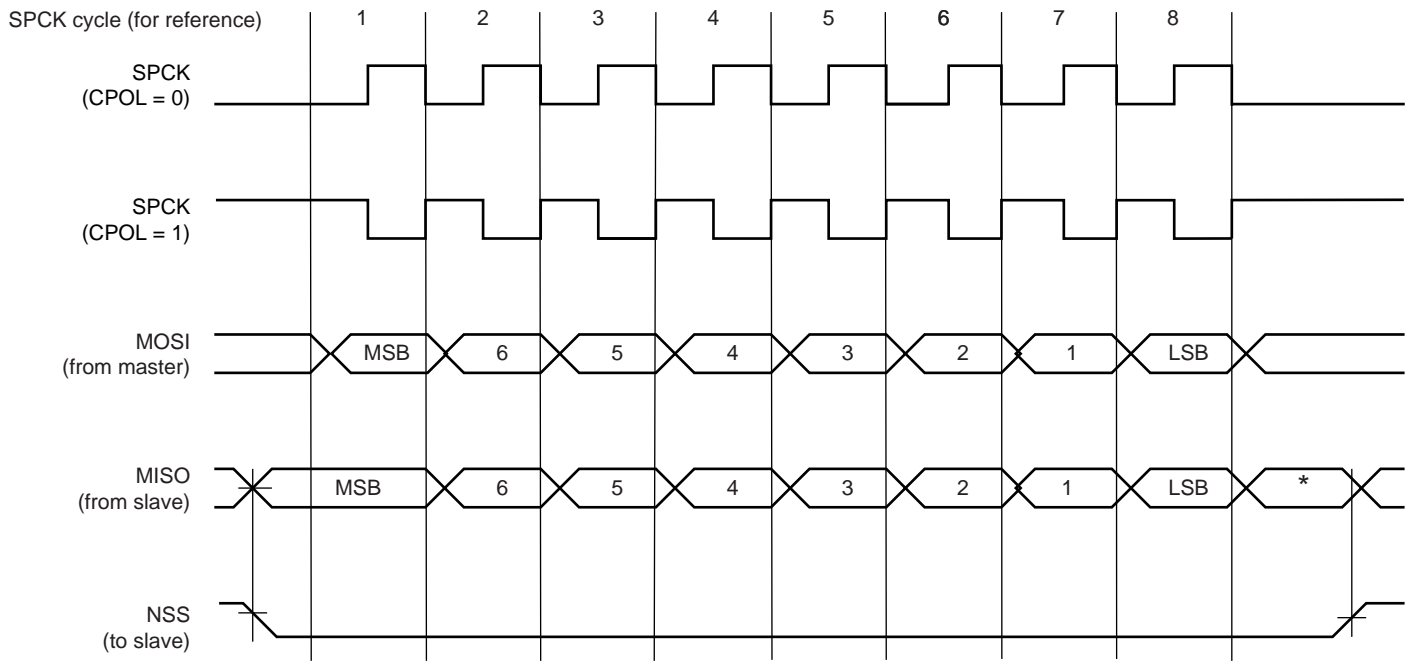 SPCK cycle (for reference) 1 2 3 4 5 6 7 8
SPCK
(CPOL = 0)
SPCK
(CPOL = 1)
MOSI
(from master)
MSB 6 5 4 3 2 1 LSB
MISO
(from slave)
MSB 6 5 4 3 2 1 LSB *
NSS
(to slave)